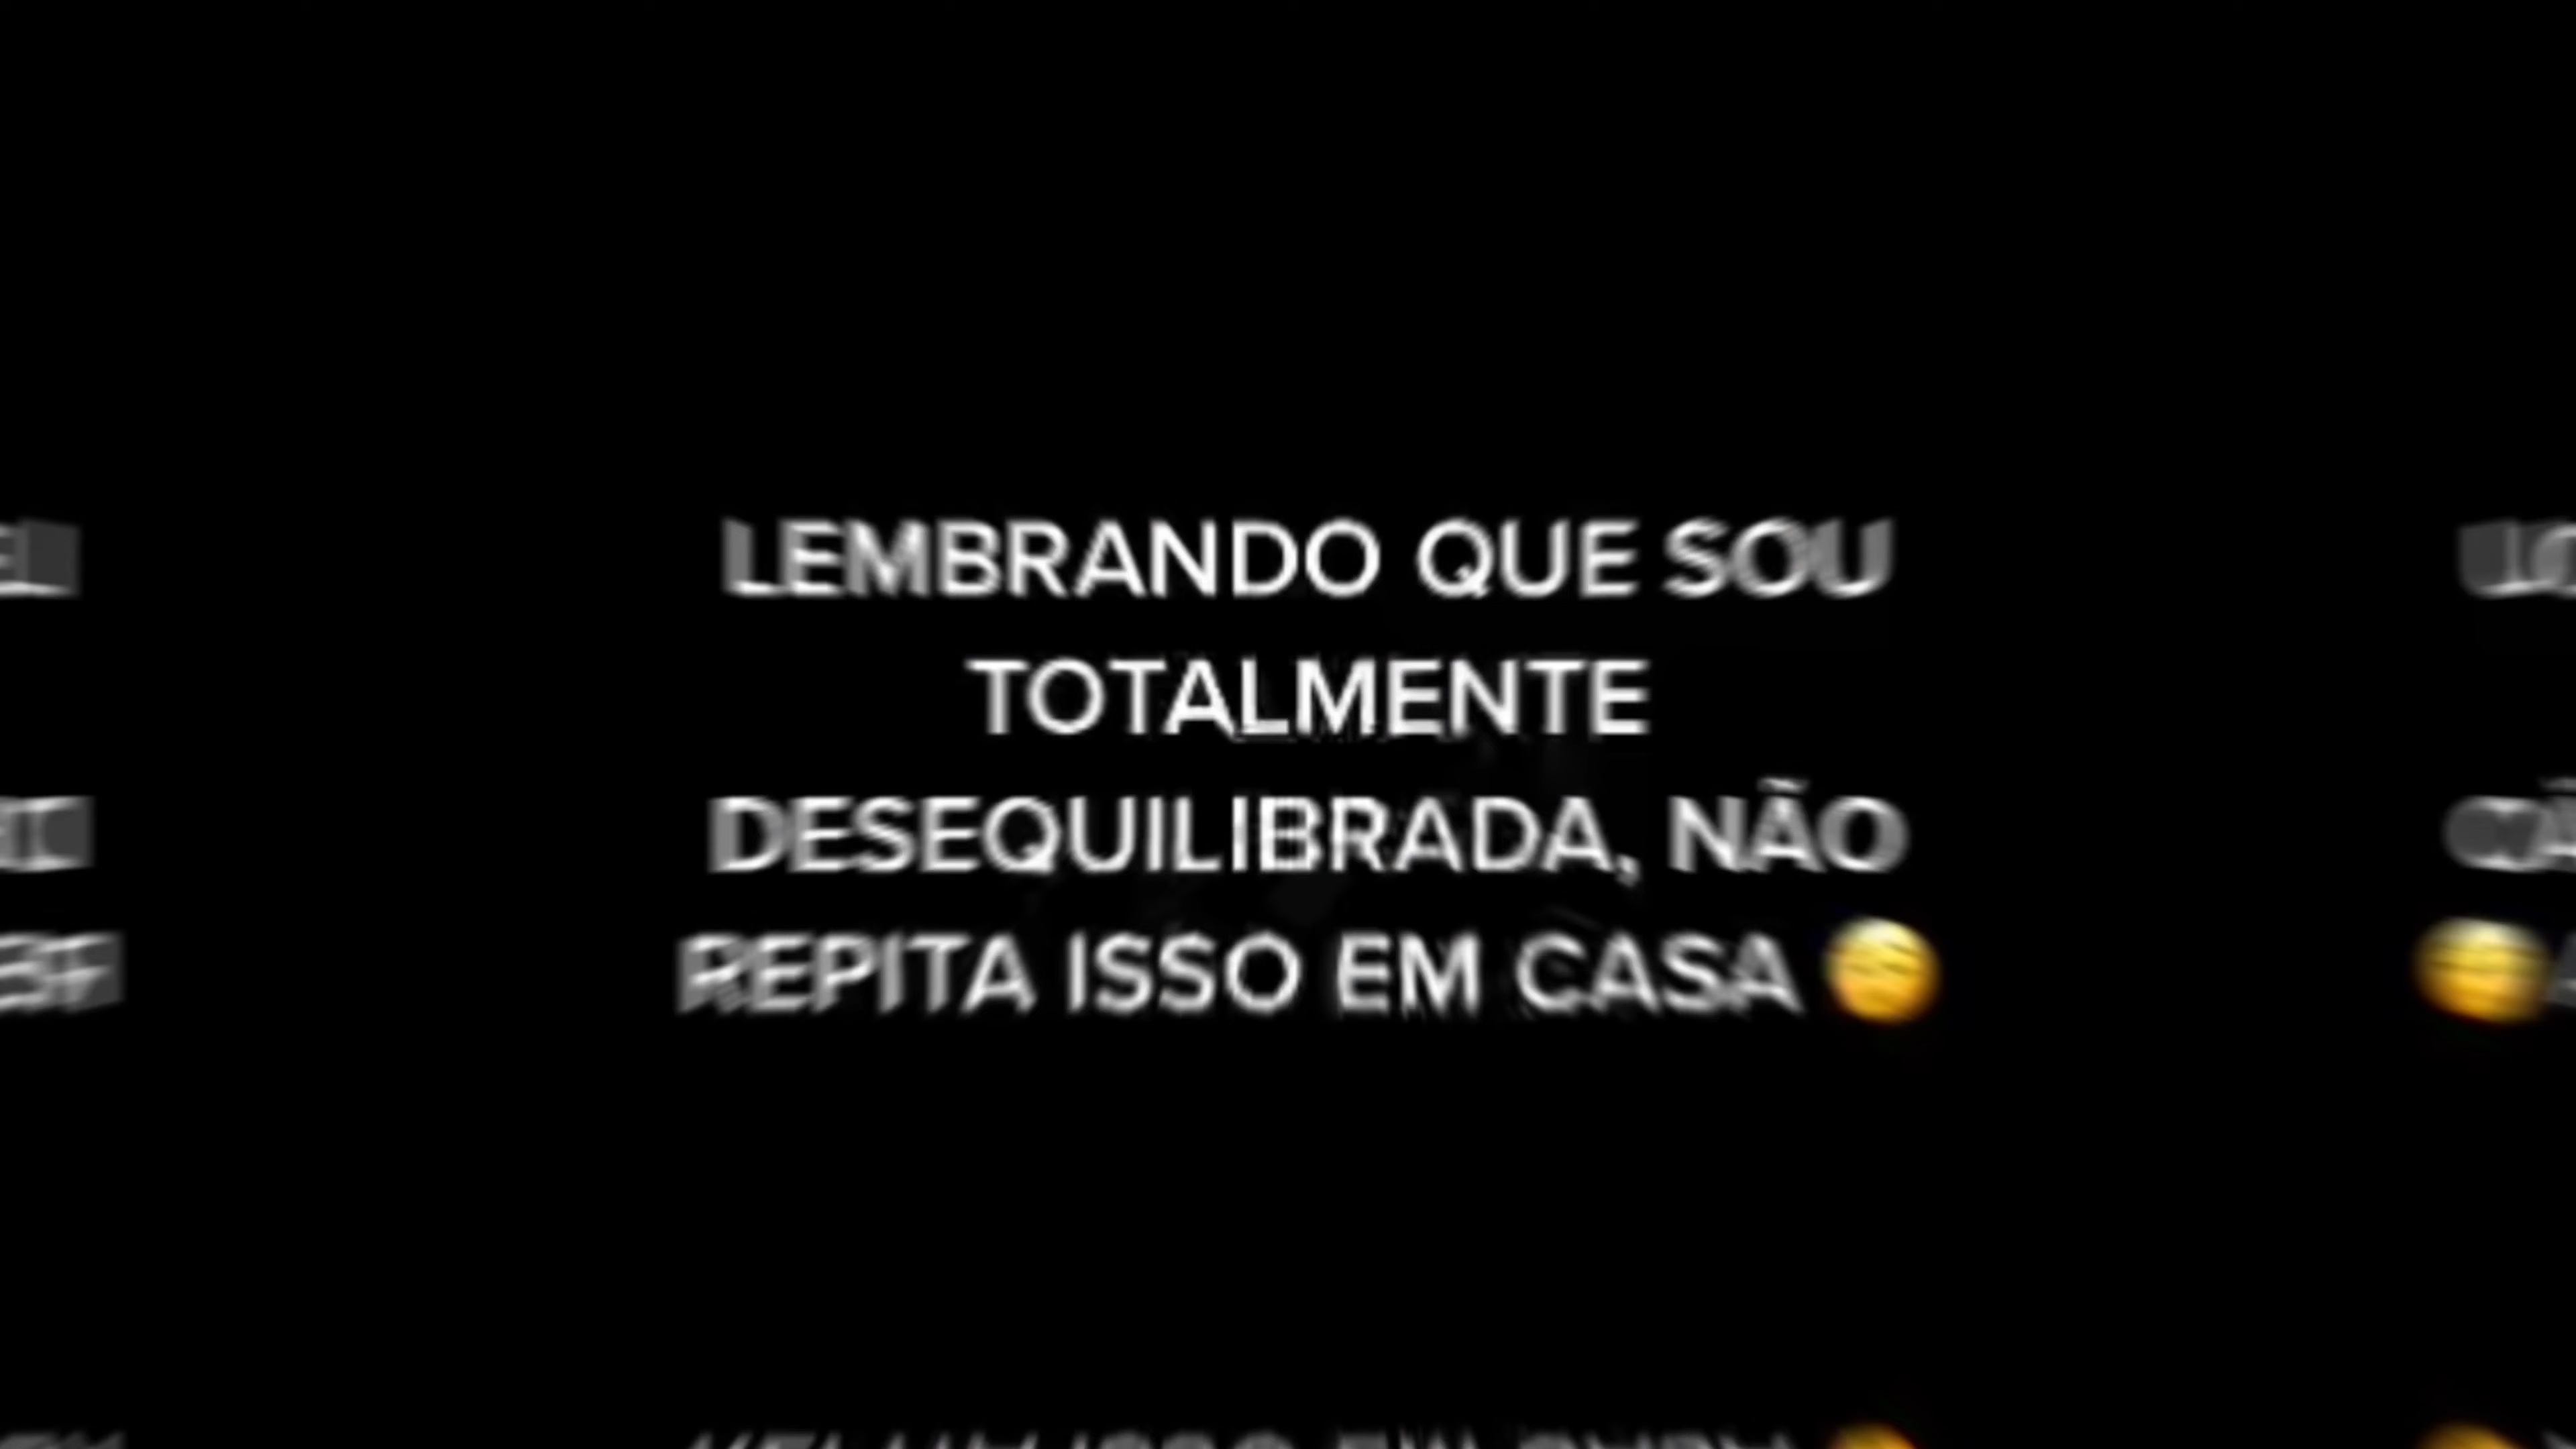 LEMBRANDO QUE SOU
TOTALMENTE
DESEQUILIBRADA, NÃO
REPITA ISSO EM CASA